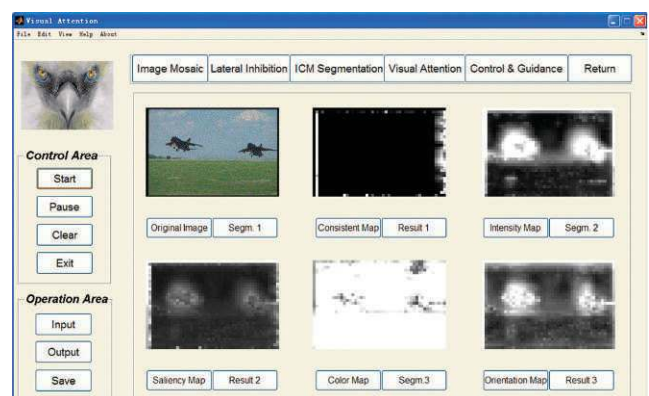 Visual Attention
File Edit View Help About
Image Mosaic Lateral Inhibition ICM Segmentation Visual Attention Control & Guidance Return
Control Area
Start
Pause
Clear
Exit
Operation Area
Input
Output
Save
Original Image Segm. 1 Consistent Map Result 1 Intensity Map Segm. 2
Saliency Map Result 2 Color Map Segm.3 Orientation Map Result 3